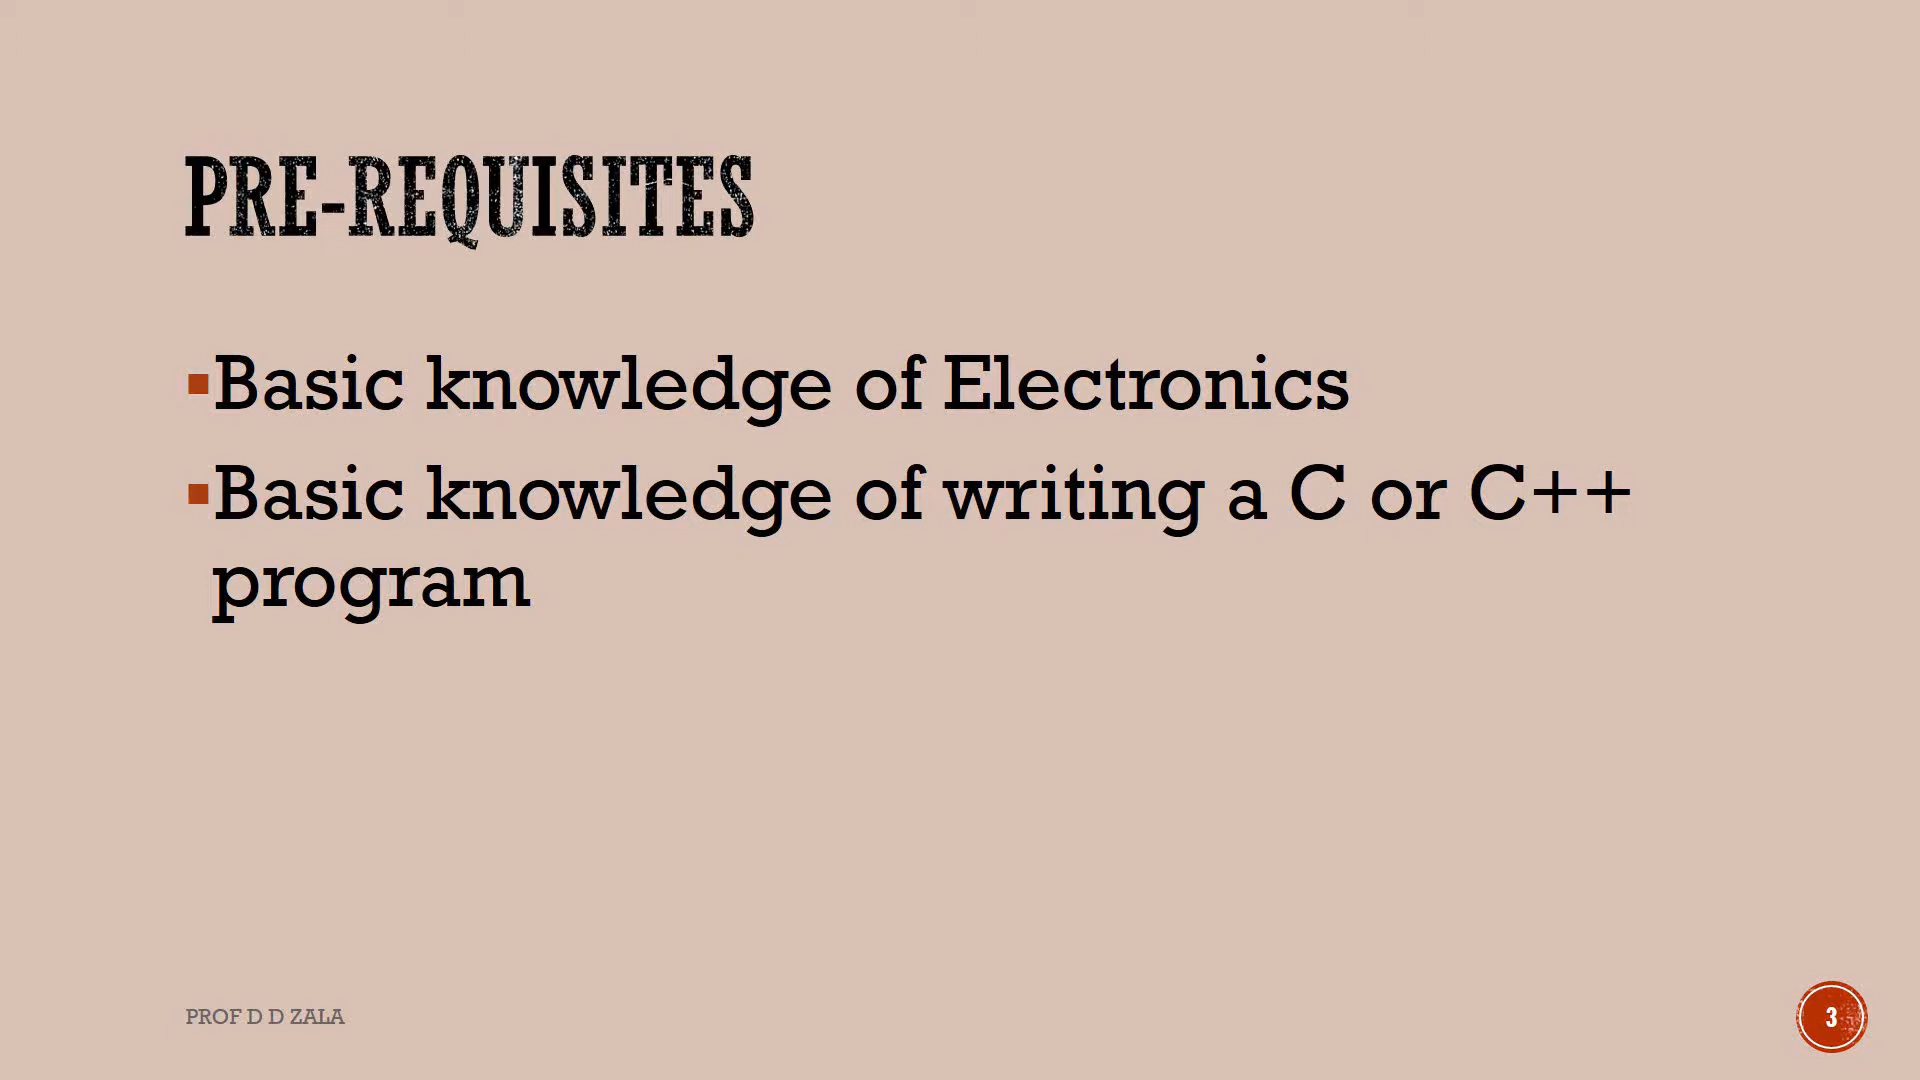 PRE-REQUISITES
▪Basic knowledge of Electronics
▪Basic knowledge of writing a C or C++
program
PROF D D ZALA
3